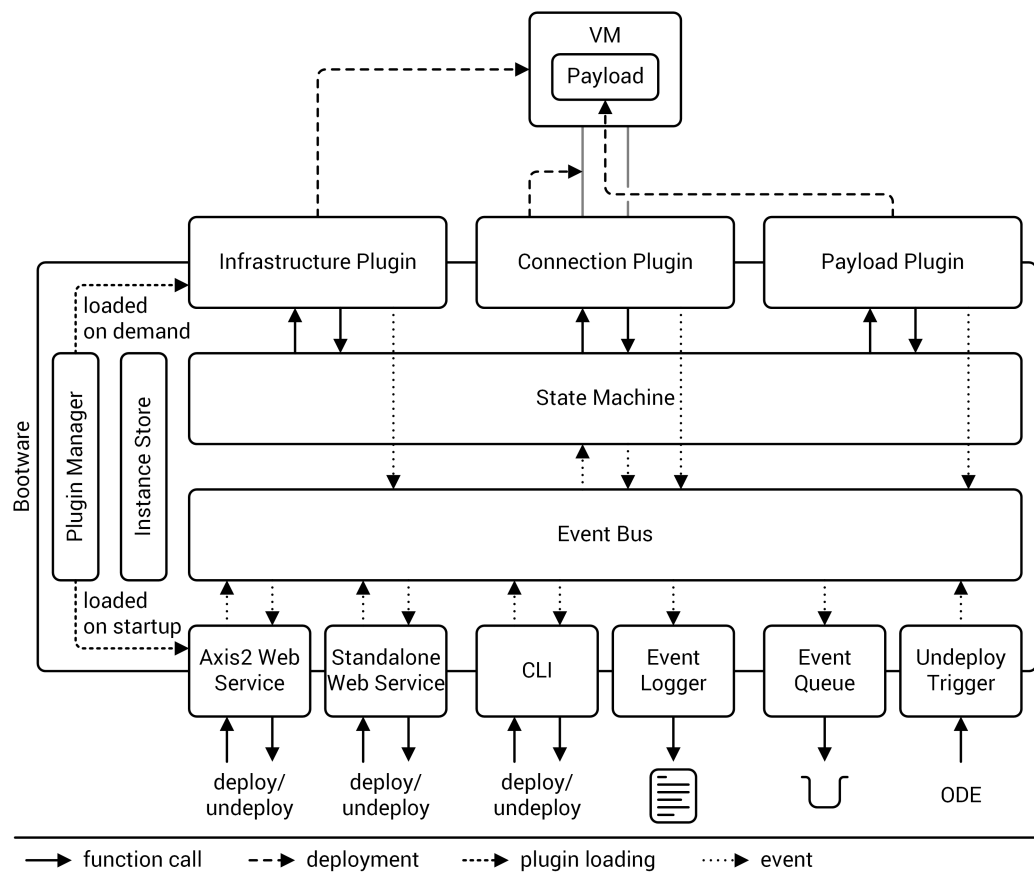 VM
Payload
Infrastructure Plugin
Connection Plugin
Payload Plugin
loaded
on demand
State Machine
Bootware
Plugin Manager
Instance Store
Event Bus
loaded
on startup
Axis2 Web
Service
Standalone
Web Service
CLI
Event
Logger
Event
Queue
Undeploy
Trigger
deploy/
undeploy
deploy/
undeploy
deploy/
undeploy
ODE
function call
deployment
plugin loading
event